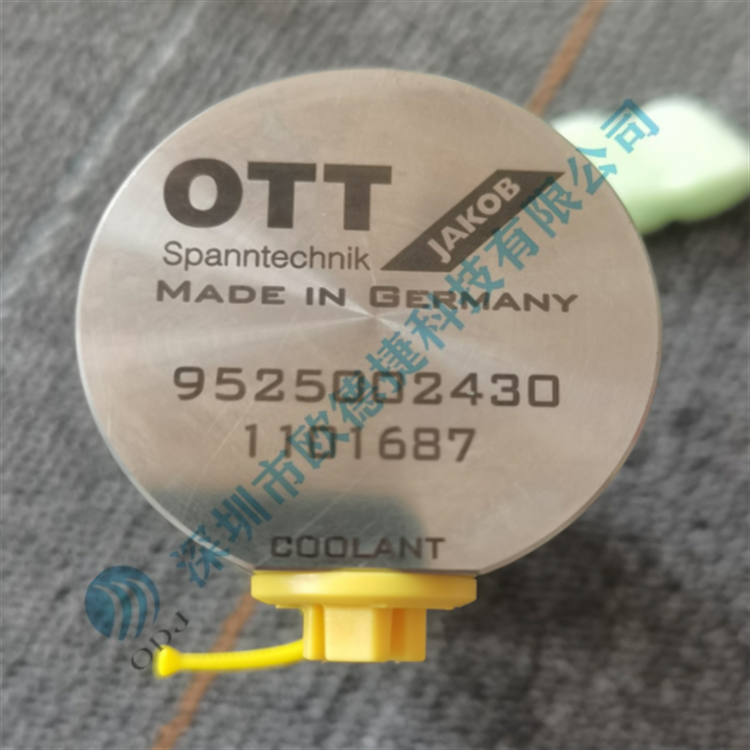 OTT
JAKOB
Spanntechnik
MADE IN GERMANY
9525002430
1101687
COOLANT
深圳市欧德捷科技有限公司
ODJ